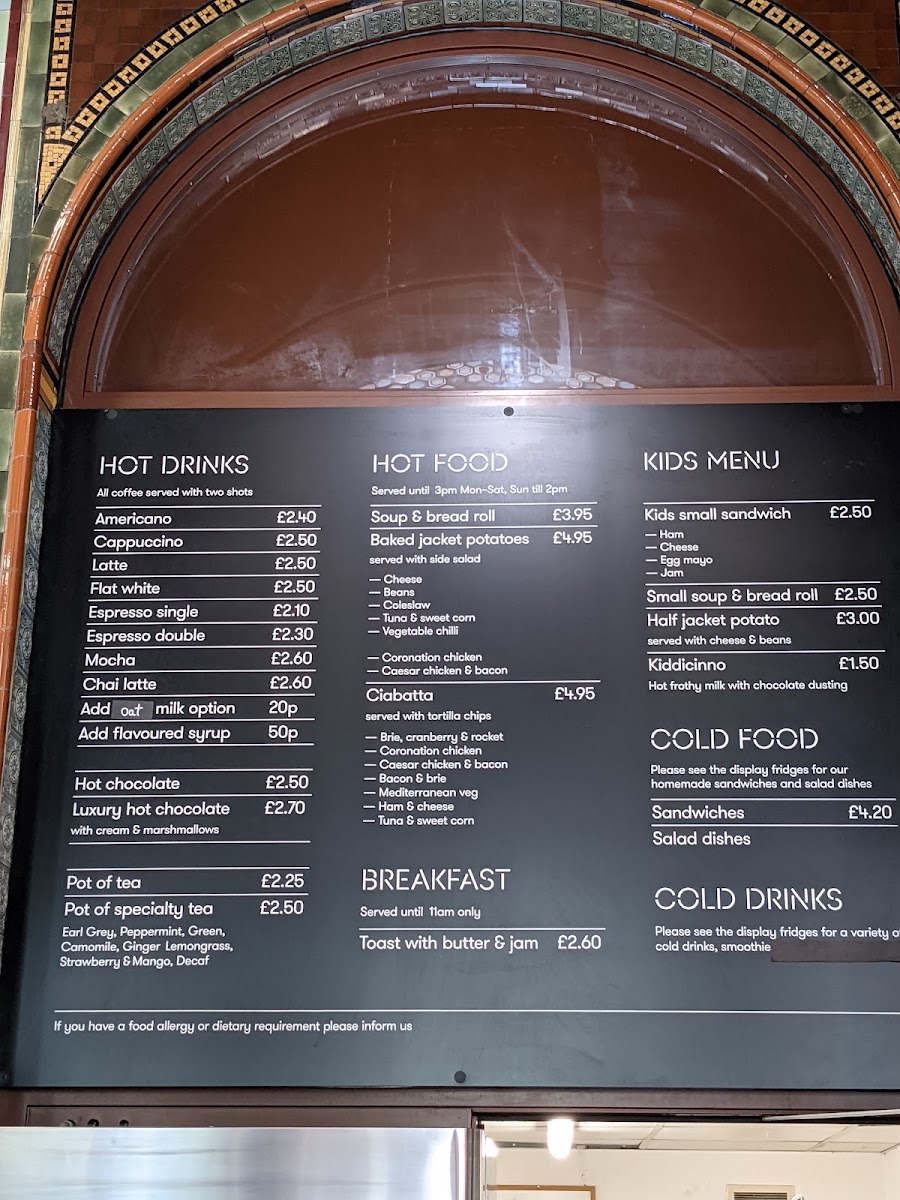 HOT DRINKS
All coffee served with two shots
Americano £2.40
Cappuccino £2.50
Latte £2.50
Flat white £2.50
Espresso single £2.10
Espresso double £2.30
Mocha £2.60
Chai latte £2.60
Add oat milk option 20p
Add flavoured syrup 50p
Hot chocolate £2.50
Luxury hot chocolate £2.70
with cream & marshmallows
Pot of tea £2.25
Pot of specialty tea £2.50
Earl Grey, Peppermint, Green,
Camomile, Ginger Lemongrass,
Strawberry & Mango, Decaf
HOT FOOD
Served until 3pm Mon-Sat, Sun till 2pm
Soup & bread roll £3.95
Baked jacket potatoes £4.95
served with side salad
— Cheese
— Beans
— Coleslaw
— Tuna & sweet corn
— Vegetable chilli
— Coronation chicken
— Caesar chicken & bacon
Ciabatta £4.95
served with tortilla chips
— Brie, cranberry & rocket
— Coronation chicken
— Caesar chicken & bacon
— Bacon & brie
— Mediterranean veg
— Ham & cheese
— Tuna & sweet corn
BREAKFAST
Served until 11am only
Toast with butter & jam £2.60
KIDS MENU
Kids small sandwich £2.50
— Ham
— Cheese
— Egg mayo
— Jam
Small soup & bread roll £2.50
Half jacket potato £3.00
served with cheese & beans
Kiddicinno £1.50
Hot frothy milk with chocolate dusting
COLD FOOD
Please see the display fridges for our
homemade sandwiches and salad dishes
Sandwiches £4.20
Salad dishes
COLD DRINKS
Please see the display fridges for a variety
cold drinks, smoothie
If you have a food allergy or dietary requirement please inform us